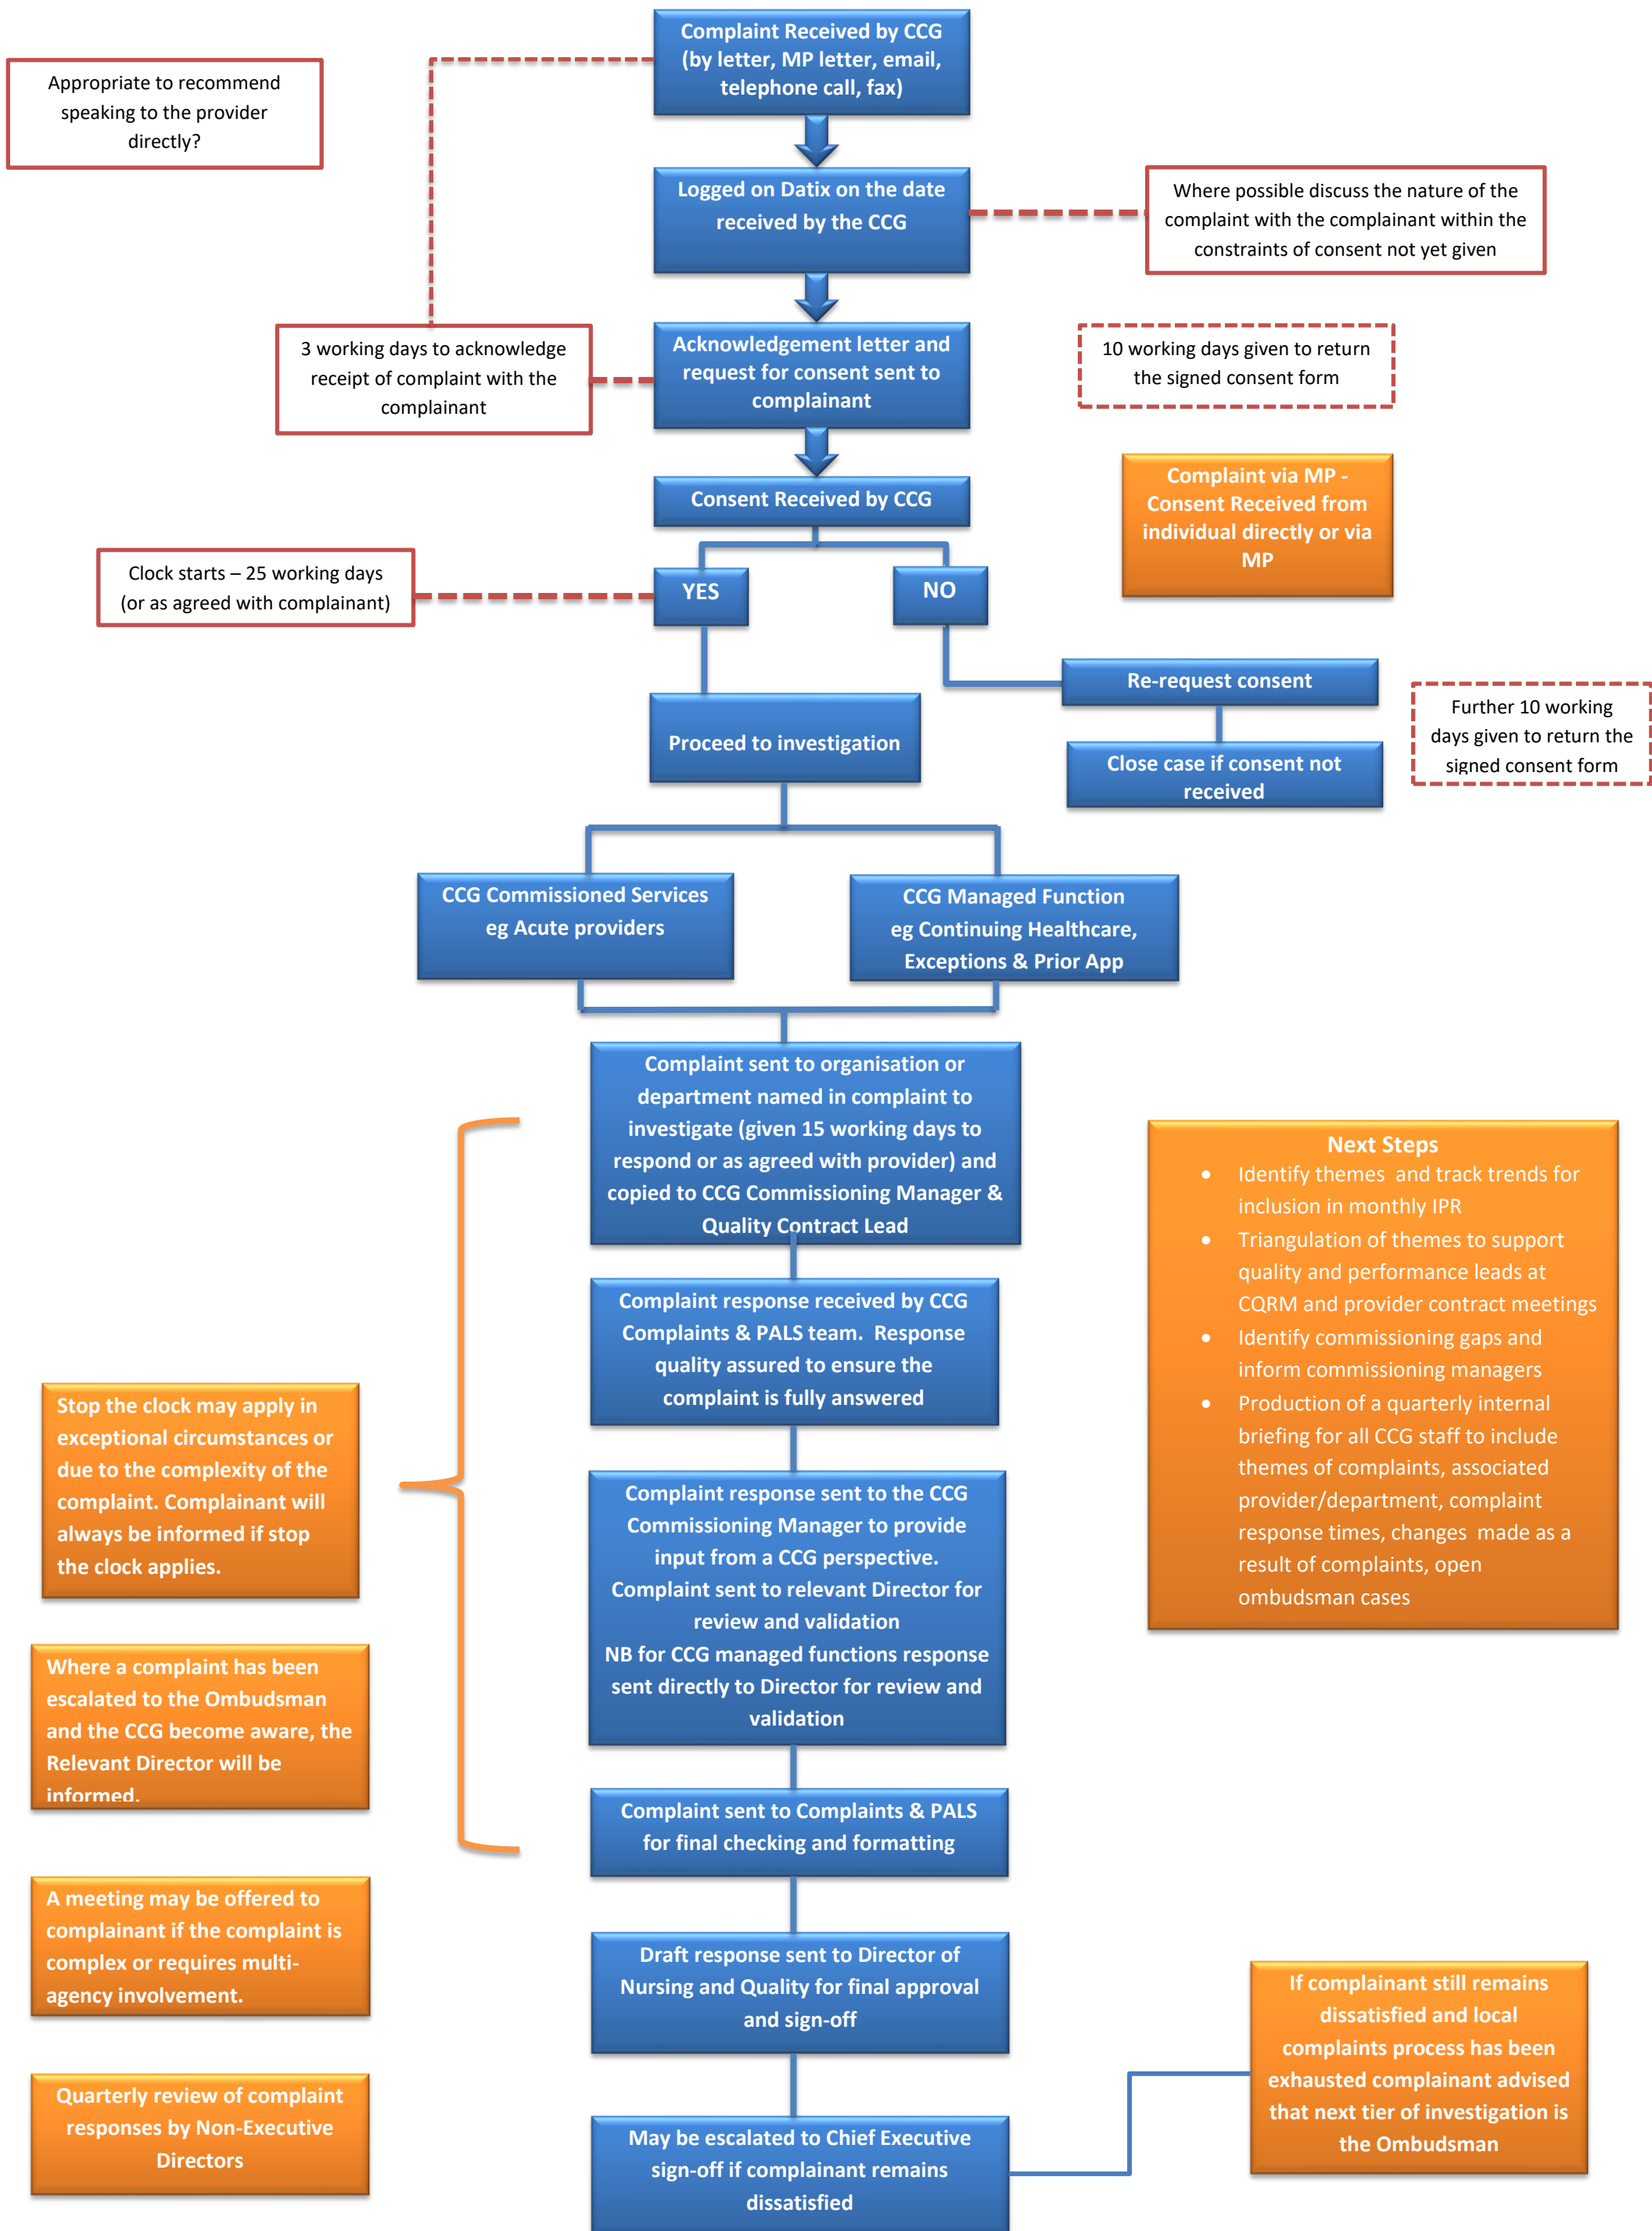 Complaint Received by CCG
(by letter, MP letter, email,
telephone call, fax)
Appropriate to recommend
speaking to the provider
directly?
Logged on Datix on the date
received by the CCG
Where possible discuss the nature of the
complaint with the complainant within the
constraints of consent not yet given
3 working days to acknowledge
receipt of complaint with the
complainant
Acknowledgement letter and
request for consent sent to
complainant
10 working days given to return
the signed consent form
Consent Received by CCG
Complaint via MP -
Consent Received from
individual directly or via
MP
Clock starts – 25 working days
(or as agreed with complainant)
YES
NO
Re-request consent
Further 10 working
days given to return the
signed consent form
Proceed to investigation
Close case if consent not
received
CCG Commissioned Services
eg Acute providers
CCG Managed Function
eg Continuing Healthcare,
Exceptions & Prior App
Complaint sent to organisation or
department named in complaint to
investigate (given 15 working days to
respond or as agreed with provider) and
copied to CCG Commissioning Manager &
Quality Contract Lead
Next Steps
• Identify themes and track trends for
inclusion in monthly IPR
• Triangulation of themes to support
quality and performance leads at
CQRM and provider contract meetings
• Identify commissioning gaps and
inform commissioning managers
• Production of a quarterly internal
briefing for all CCG staff to include
themes of complaints, associated
provider/department, complaint
response times, changes made as a
result of complaints, open
ombudsman cases
Complaint response received by CCG
Complaints & PALS team. Response
quality assured to ensure the
complaint is fully answered
Stop the clock may apply in
exceptional circumstances or
due to the complexity of the
complaint. Complainant will
always be informed if stop
the clock applies.
Complaint response sent to the CCG
Commissioning Manager to provide
input from a CCG perspective.
Complaint sent to relevant Director for
review and validation
NB for CCG managed functions response
sent directly to Director for review and
validation
Where a complaint has been
escalated to the Ombudsman
and the CCG become aware, the
Relevant Director will be
informed.
Complaint sent to Complaints & PALS
for final checking and formatting
A meeting may be offered to
complainant if the complaint is
complex or requires multi-
agency involvement.
Draft response sent to Director of
Nursing and Quality for final approval
and sign-off
If complainant still remains
dissatisfied and local
complaints process has been
exhausted complainant advised
that next tier of investigation is
the Ombudsman
Quarterly review of complaint
responses by Non-Executive
Directors
May be escalated to Chief Executive
sign-off if complainant remains
dissatisfied